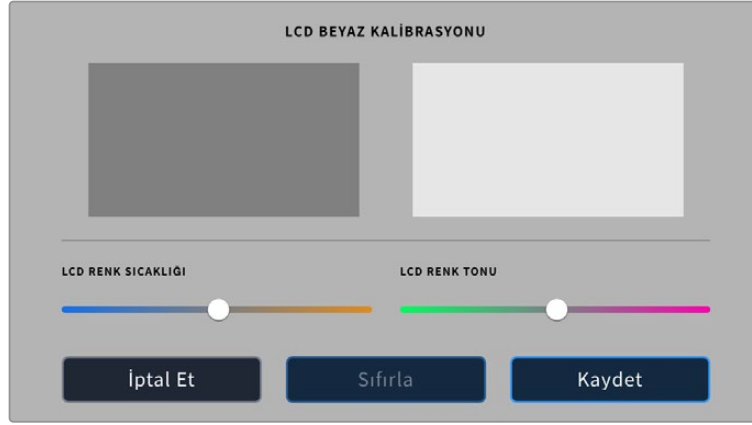 LCD BEYAZ KALİBRASYONU
LCD RENK SICAKLIĞI
LCD RENK TONU
İptal Et
Sıfırla
Kaydet